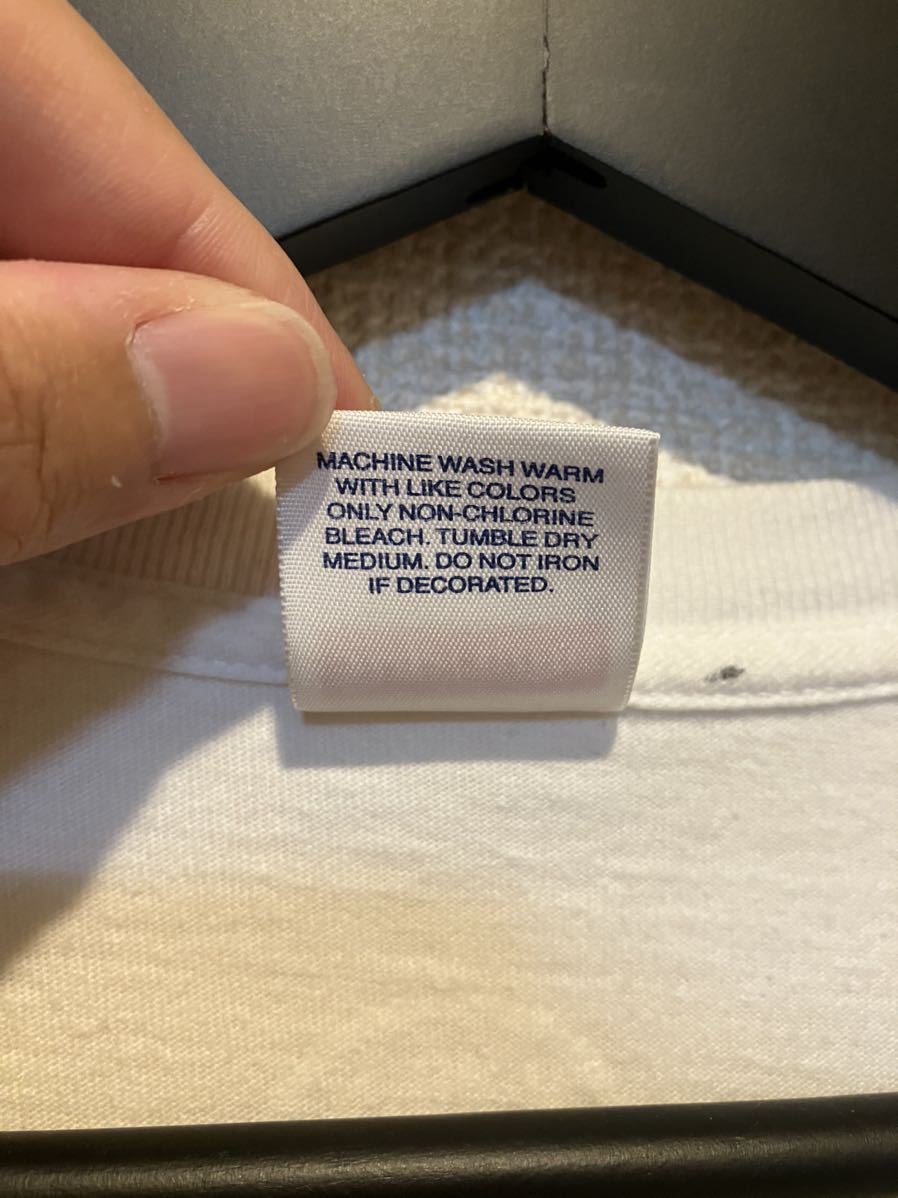 MACHINE WASH WARM
WITH LIKE COLORS
ONLY NON-CHLORINE
BLEACH. TUMBLE DRY
MEDIUM. DO NOT IRON
IF DECORATED.